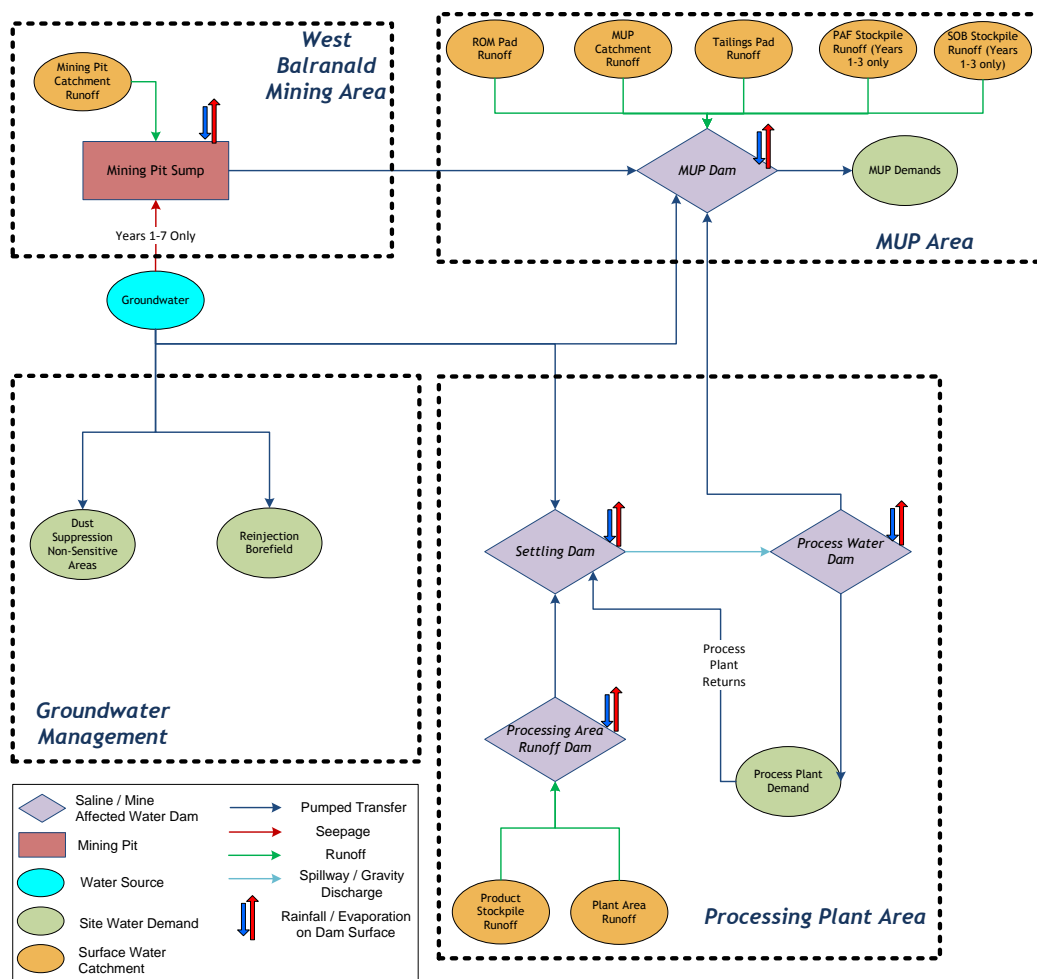 West
Balranald
Mining Area
Mining Pit
Catchment
Runoff
Mining Pit Sump
Years 1-7 Only
Groundwater
ROM Pad
Runoff
MUP
Catchment
Runoff
Tailings Pad
Runoff
PAF Stockpile
Runoff (Years
1-3 only
SOB Stockpile
Runoff (Years
1-3 only)
MUP Dam
MUP Demands
MUP Area
Dust
Suppression
Non-Sensitive
Areas
Reinjection
Borefield
Groundwater
Management
Settling Dam
Process Water
Dam
Process
Plant
Returns
Processing Area
Runoff Dam
Process Plant
Demand
Product
Stockpile
Runoff
Plant Area
Runoff
Processing Plant Area
Saline / Mine
Affected Water Dam
Mining Pit
Water Source
Site Water Demand
Surface Water
Catchment
Pumped Transfer
Seepage
Runoff
Spillway / Gravity
Discharge
Rainfall / Evaporation
on Dam Surface